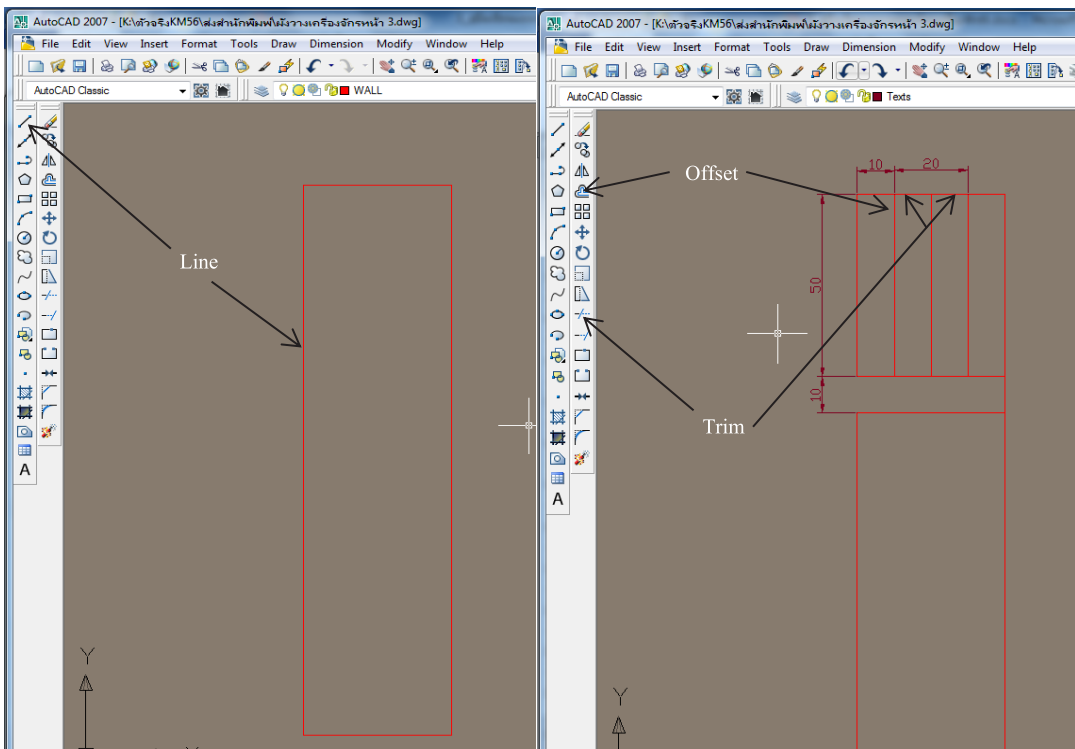 AutoCAD 2007 - [K:\ตัวจริงKM56\ส่งสำนักพิมพ์\ผังวางเครื่องจักรหน้า 3.dwg]
File Edit View Insert Format Tools Draw Dimension Modify Window Help
AutoCAD Classic
WALL
Line
A
Y
AutoCAD 2007 - [K:\ตัวจริงKM56\ส่งสำนักพิมพ์\ผังวางเครื่องจักรหน้า 3.dwg]
File Edit View Insert Format Tools Draw Dimension Modify Window Help
AutoCAD Classic
Texts
10
20
Offset
50
10
Trim
A
Y